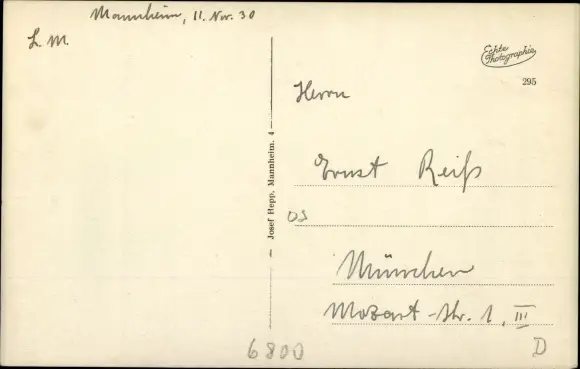 Mannheim, 11. Nov. 30
L. M.
Echte
Photographie
295
Herrn
Ernst Reiß
os
München
Mozart-Str. 1, III
Josef Hepp, Mannheim. 4
6800
D